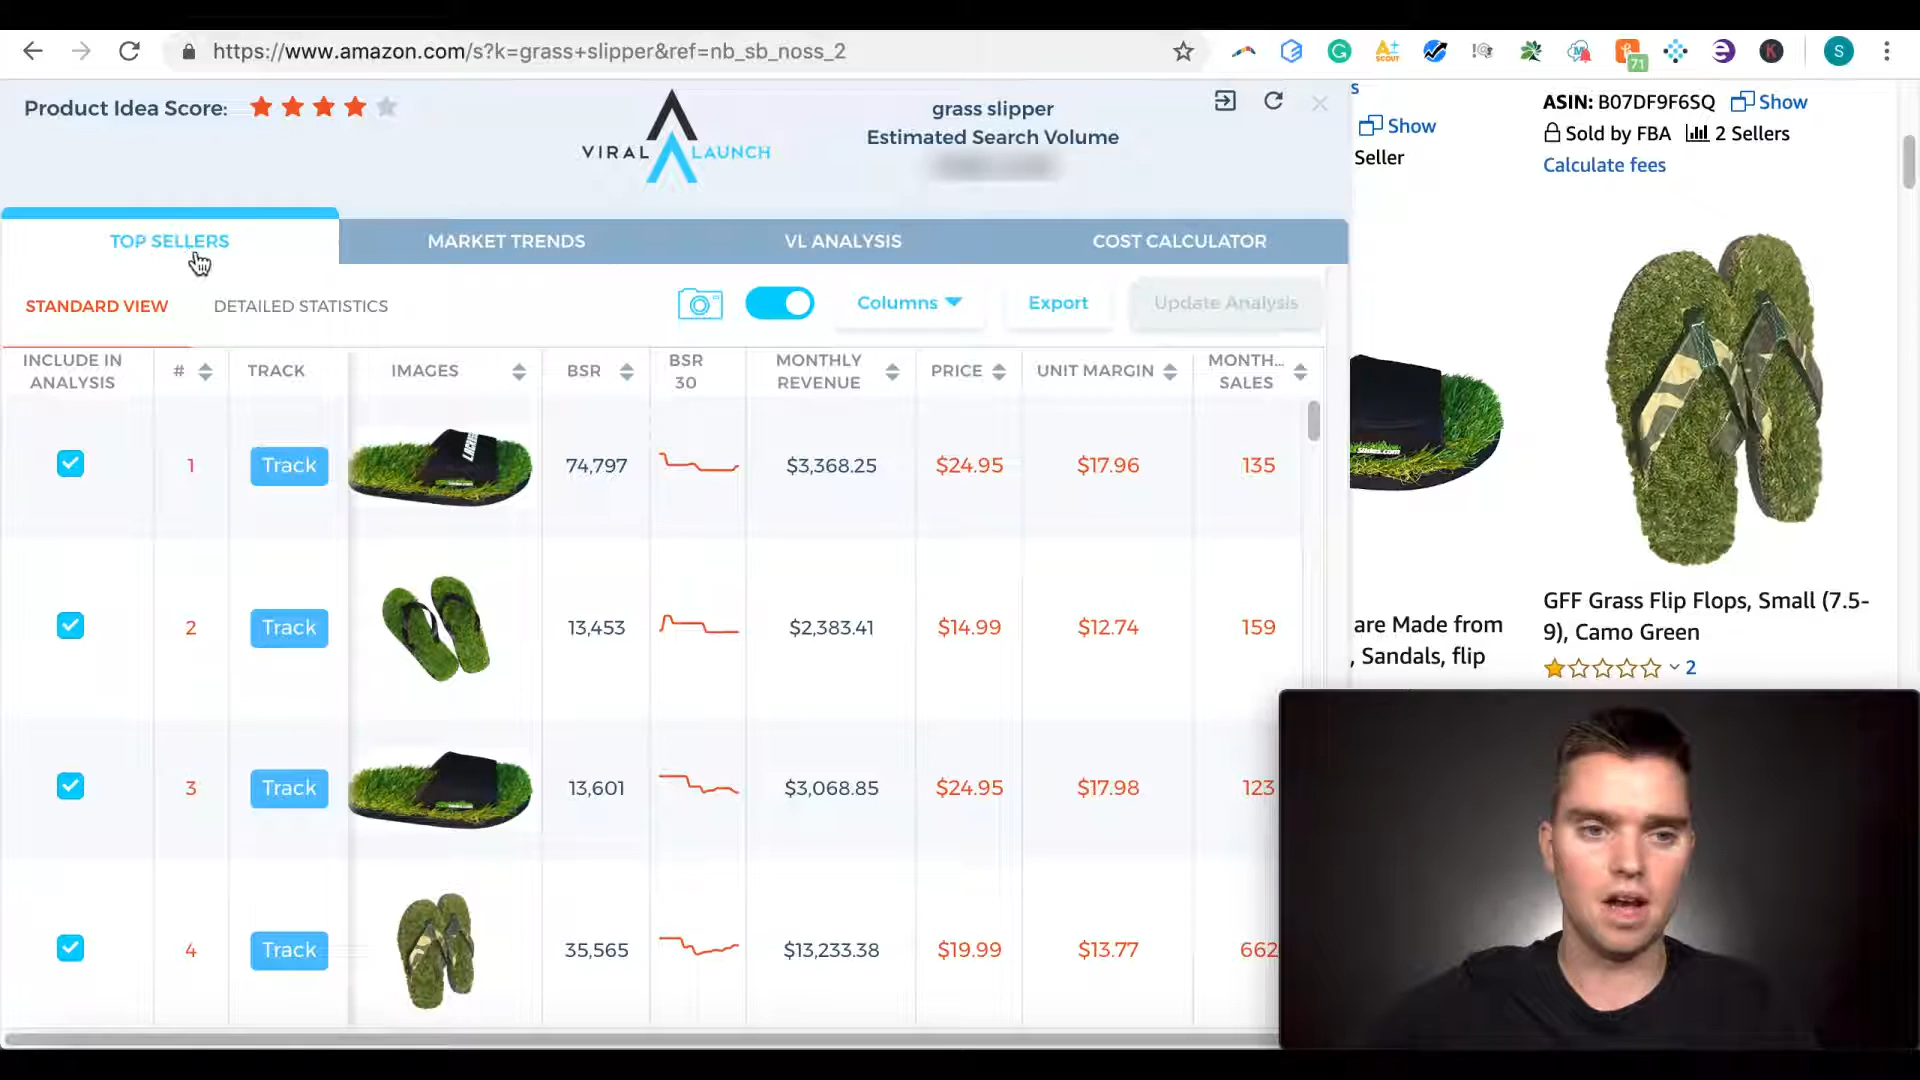 https://www.amazon.com/s?k=grass+slipper&ref=nb_sb_noss_2
71
S
K
Product Idea Score:
VIRAL LAUNCH
grass slipper
Estimated Search Volume
s
Show
Seller
ASIN: B07DF9F6SQ Show
Sold by FBA 2 Sellers
Calculate fees
TOP SELLERS MARKET TRENDS VL ANALYSIS COST CALCULATOR
STANDARD VIEW DETAILED STATISTICS Columns Export Update Analysis
INCLUDE IN ANALYSIS # TRACK IMAGES BSR BSR 30 MONTHLY REVENUE PRICE UNIT MARGIN MONTH... SALES
1 Track 74,797 $3,368.25 $24.95 $17.96 135
2 Track 13,453 $2,383.41 $14.99 $12.74 159
3 Track 13,601 $3,068.85 $24.95 $17.98 123
4 Track 35,565 $13,233.38 $19.99 $13.77 662
are Made from
, Sandals, flip
GFF Grass Flip Flops, Small (7.5-
9), Camo Green
2